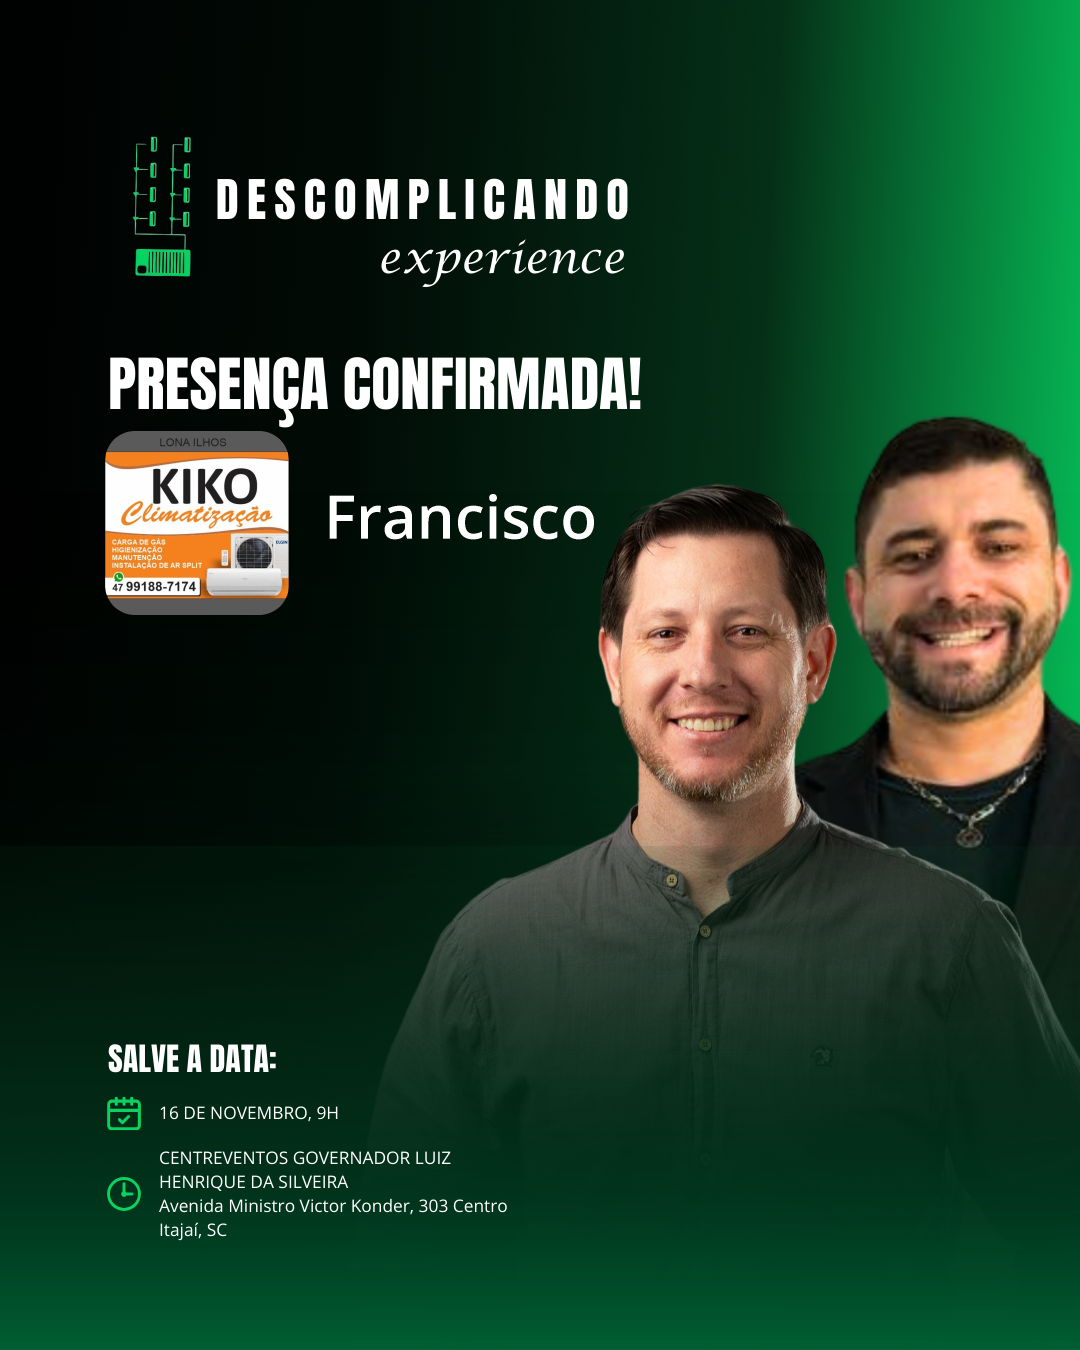 DESCOMPLICANDO
experience
PRESENÇA CONFIRMADA!
LONA ILHOS
KIKO
Climatização
CARGA DE GÁS
HIGIENIZAÇÃO
MANUTENÇÃO
INSTALAÇÃO DE AR SPLIT
ELGIN
47 99188-7174
Francisco
SALVE A DATA:
16 DE NOVEMBRO, 9H
CENTREVENTOS GOVERNADOR LUIZ
HENRIQUE DA SILVEIRA
Avenida Ministro Victor Konder, 303 Centro
Itajaí, SC